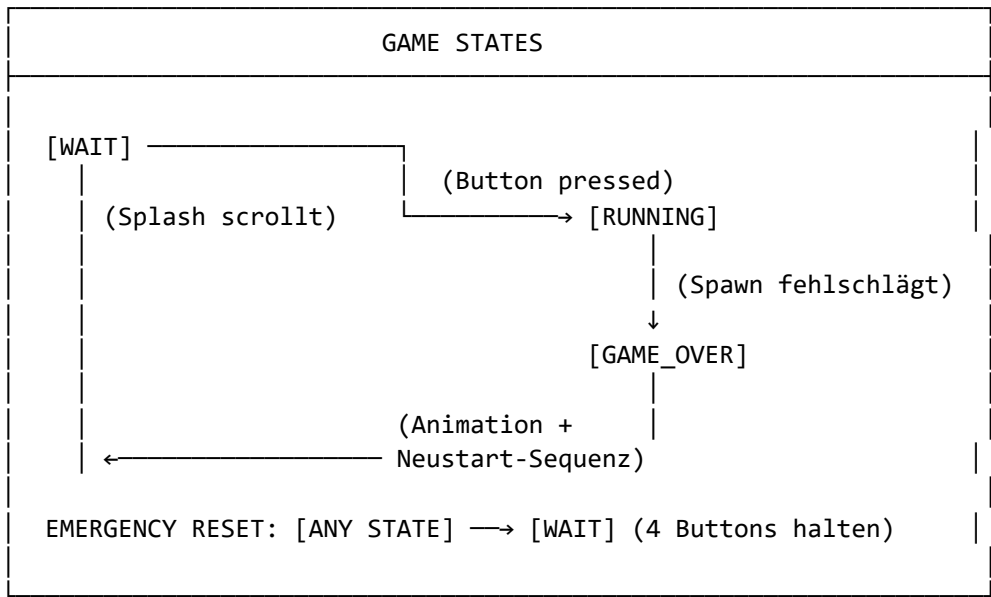 GAME STATES
[WAIT]
(Button pressed)
(Splash scrollt) → [RUNNING]
(Spawn fehlschlägt)
↓
[GAME_OVER]
(Animation +
← Neustart-Sequenz)
EMERGENCY RESET: [ANY STATE] ──→ [WAIT] (4 Buttons halten)